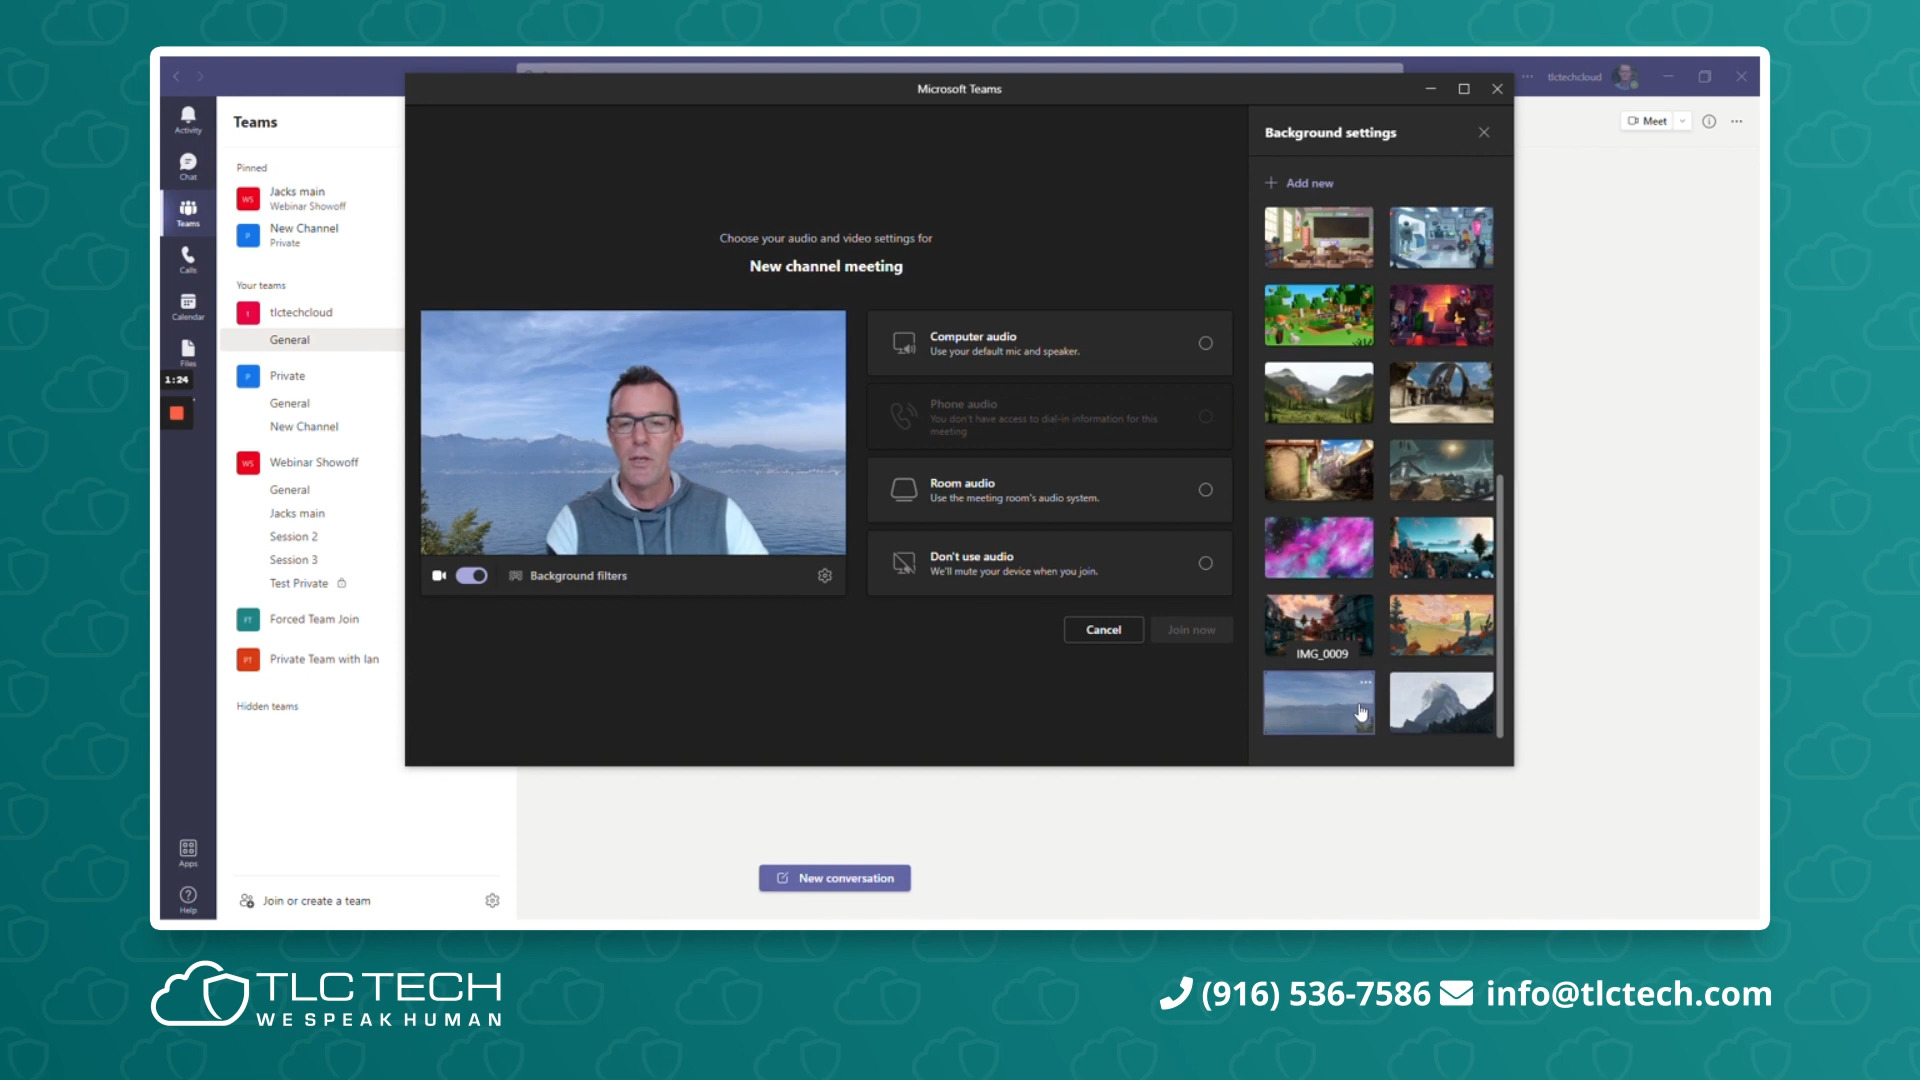 Microsoft Teams
tlctechcloud
Activity
Chat
Teams
Calls
Calendar
Files
1:24
Apps
Help
Teams
Pinned
WS
Jacks main
Webinar Showoff
P
New Channel
Private
Your teams
t
tlctechcloud
General
P
Private
General
New Channel
WS
Webinar Showoff
General
Jacks main
Session 2
Session 3
Test Private
FT
Forced Team Join
PT
Private Team with Ian
Hidden teams
Join or create a team
Choose your audio and video settings for
New channel meeting
Background filters
Computer audio
Use your default mic and speaker.
Phone audio
You don't have access to dial-in information for this
meeting
Room audio
Use the meeting room's audio system.
Don't use audio
We'll mute your device when you join.
Cancel
Join now
Background settings
Add new
IMG_0009
Meet
New conversation
TLC TECH
WE SPEAK HUMAN
(916) 536-7586
info@tlctech.com